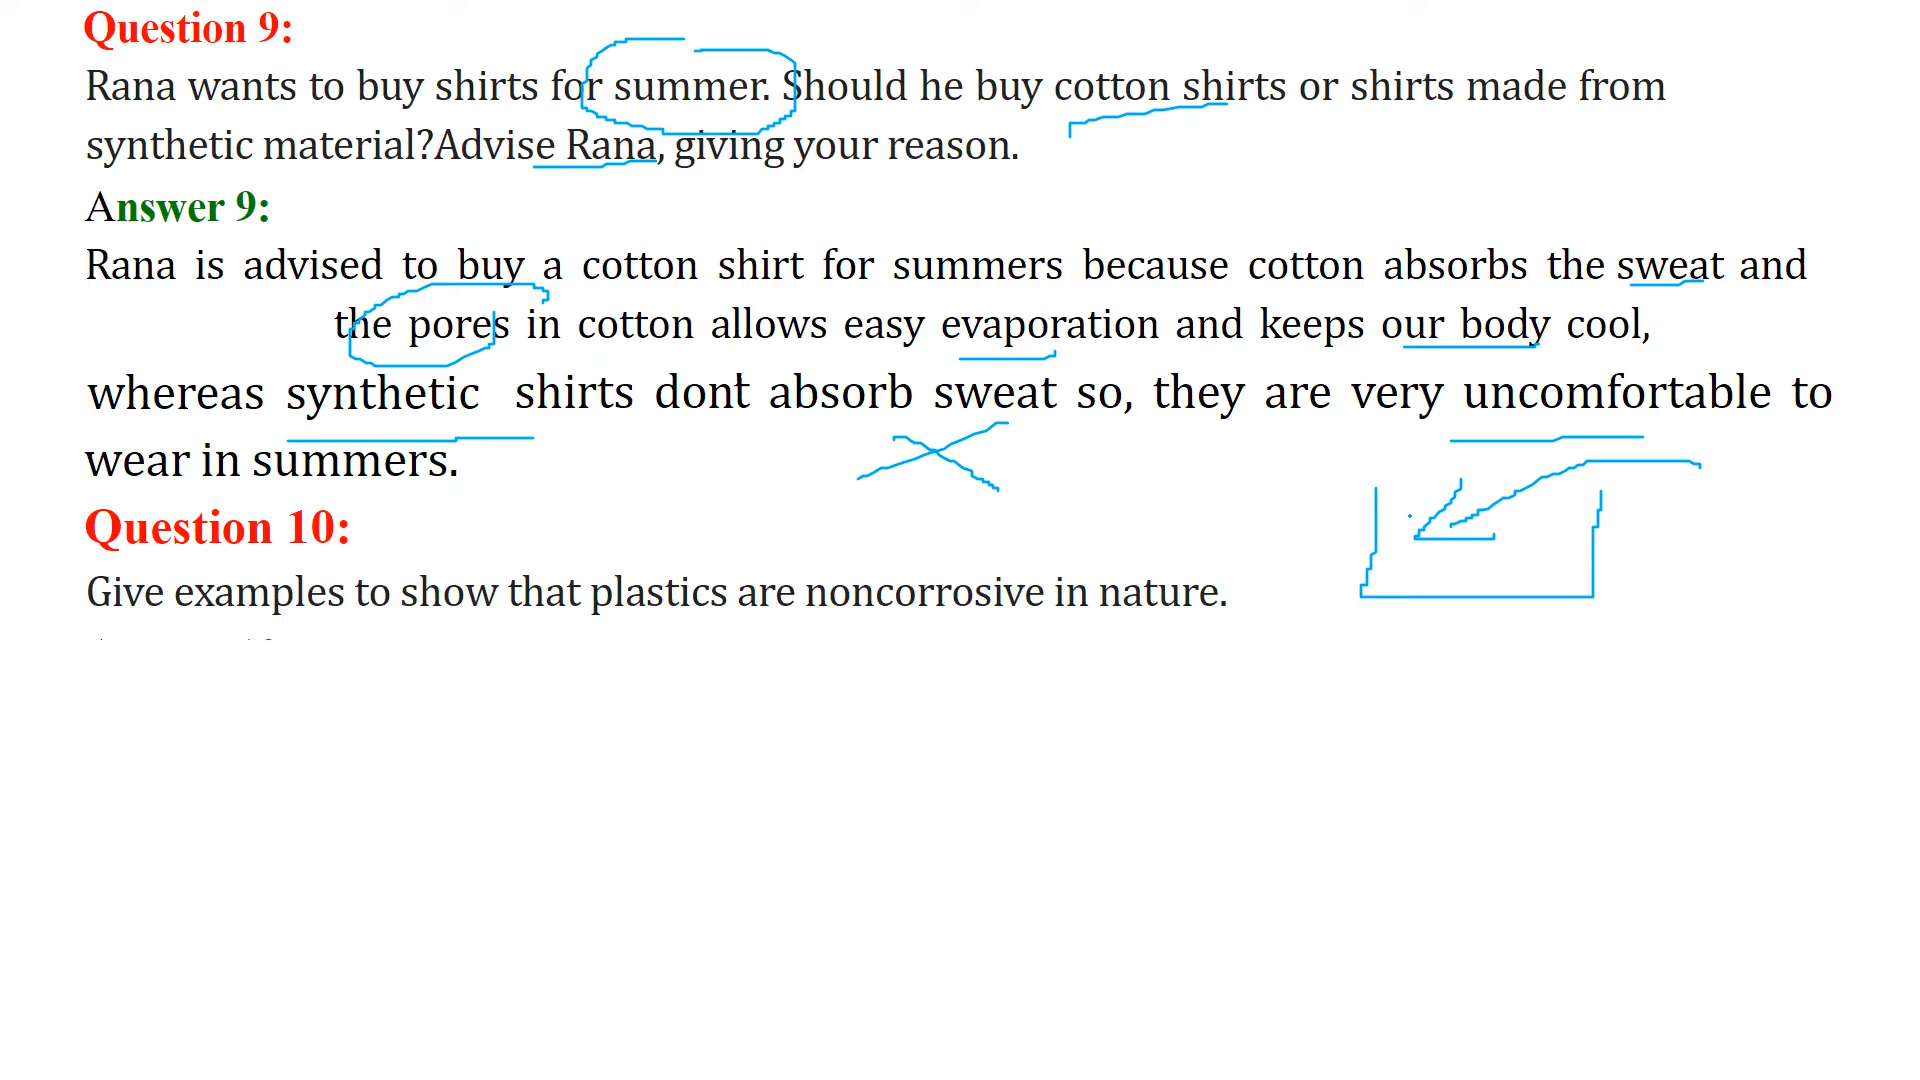 Question 9:
Rana wants to buy shirts for summer. Should he buy cotton shirts or shirts made from
synthetic material?Advise Rana, giving your reason.
Answer 9:
Rana is advised to buy a cotton shirt for summers because cotton absorbs the sweat and
the pores in cotton allows easy evaporation and keeps our body cool,
whereas synthetic shirts dont absorb sweat so, they are very uncomfortable to
wear in summers.
Question 10:
Give examples to show that plastics are noncorrosive in nature.